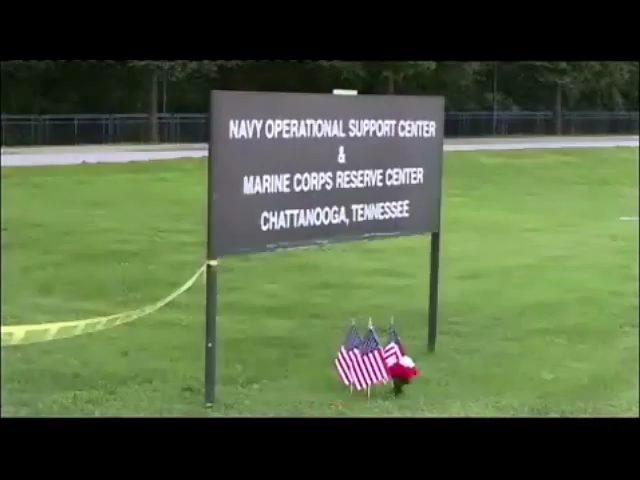 NAVY OPERATIONAL SUPPORT CENTER
&
MARINE CORPS RESERVE CENTER
CHATTANOOGA, TENNESSEE